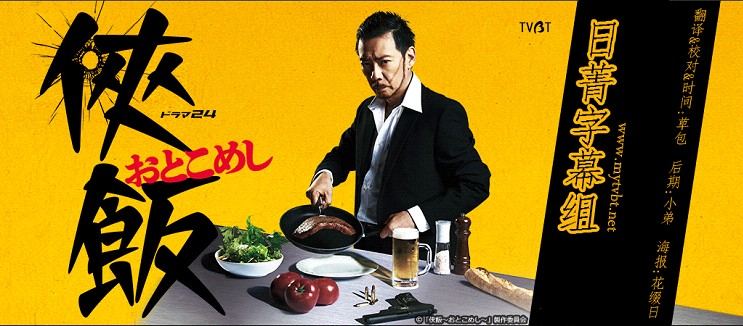 侠飯
ドラマ24
おとこめし
TVBT
日菁字幕组
www.mytvbt.net
翻译&校对&时间:草包 后期:小弟 海报:花缀日
©「侠飯~おとこめし~」製作委員会